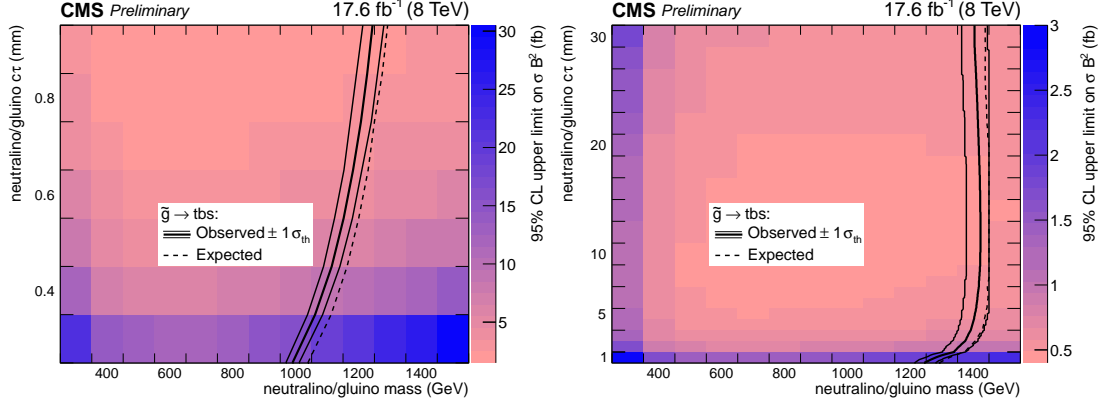 CMS Preliminary 17.6 fb⁻¹ (8 TeV)
neutralino/gluino cτ (mm)
0.8
0.6
0.4
g̃ → tbs:
Observed ± 1σth
Expected
400 600 800 1000 1200 1400
neutralino/gluino mass (GeV)
30
25
20
15
10
5
95% CL upper limit on σ B² (fb)
CMS Preliminary 17.6 fb⁻¹ (8 TeV)
neutralino/gluino cτ (mm)
30
20
10
5
1
g̃ → tbs:
Observed ± 1σth
Expected
400 600 800 1000 1200 1400
neutralino/gluino mass (GeV)
3
2.5
2
1.5
1
0.5
95% CL upper limit on σ B² (fb)